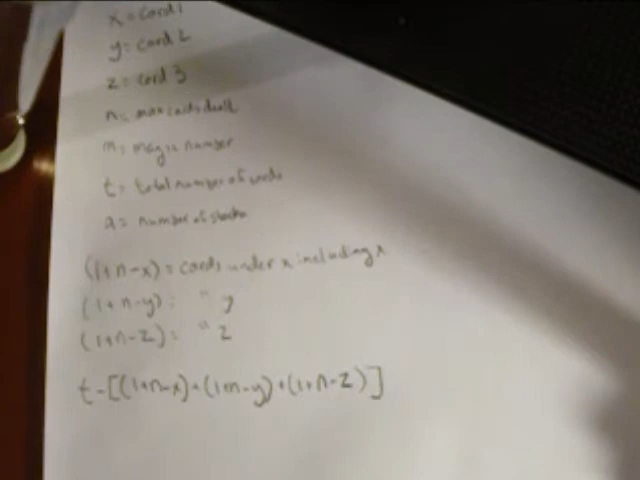 x = card 1
y = card 2
z = card 3
n = max cards dealt
m = magic number
t = total number of cards
a = number of stacks
(1+n-x) = cards under x including x
(1+n-y) = " y
(1+n-z) = " z
t-[(1+n-x)+(1+n-y)+(1+n-z)]